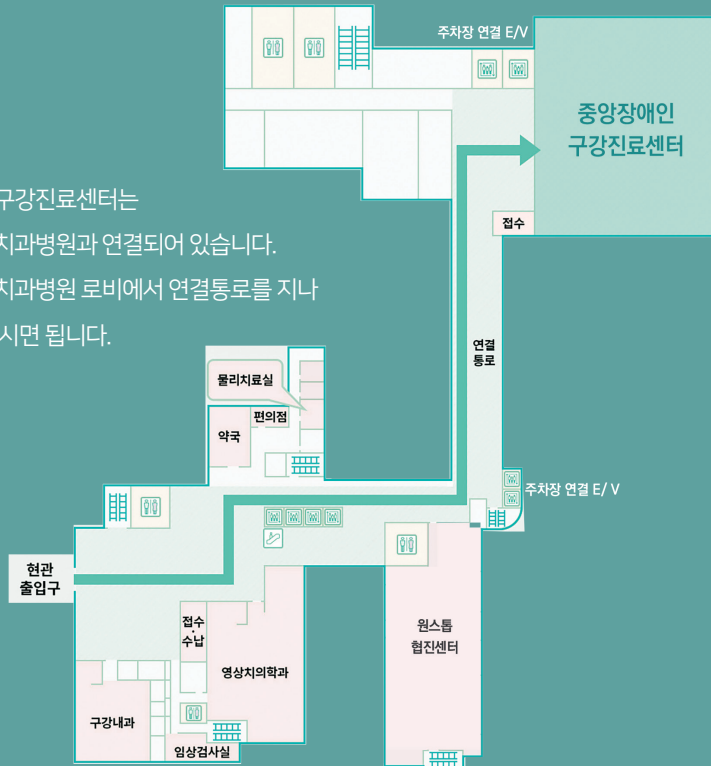 주차장 연결 E/V
중앙장애인
구강진료센터
구강진료센터는
치과병원과 연결되어 있습니다.
치과병원 로비에서 연결통로를 지나
시면 됩니다.
접수
연결
통로
물리치료실
편의점
약국
주차장 연결 E/ V
현관
출입구
접수
·
수납
원스톱
협진센터
영상치의학과
구강내과
임상검사실